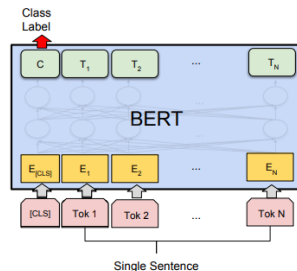 Class
Label
C T1 T2 ... TN
BERT
E[CLS] E1 E2 ... EN
[CLS] Tok 1 Tok 2 ... Tok N
Single Sentence